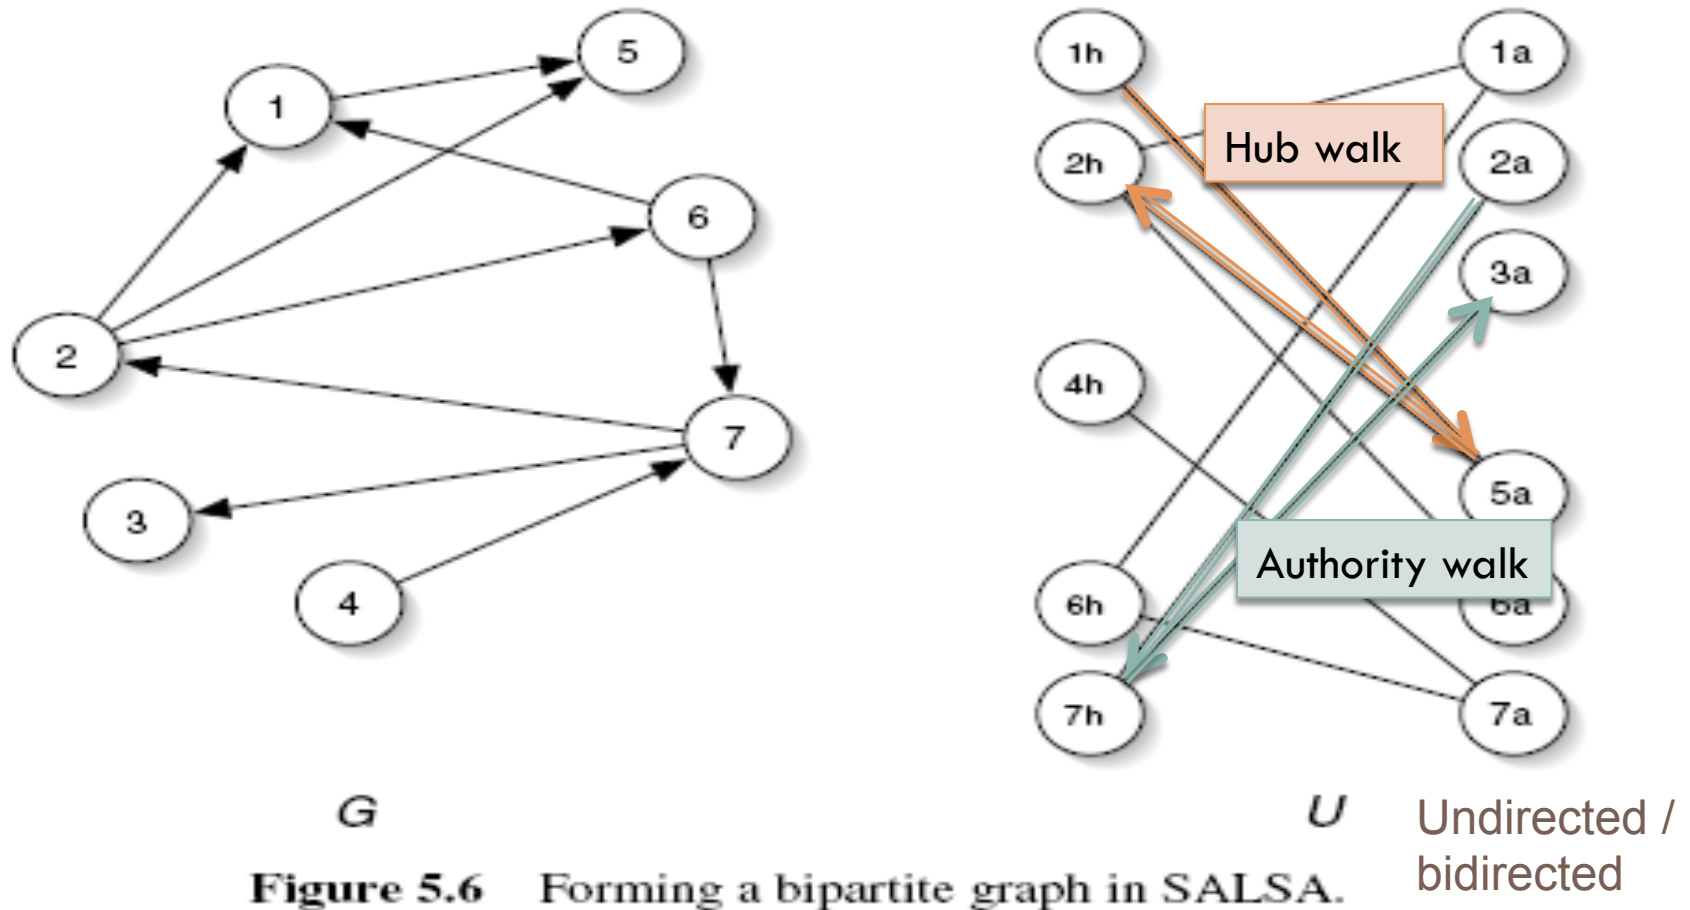 5
1
6
2
7
3
4
G
1h
1a
2h
Hub walk
2a
3a
4h
5a
Authority walk
6h
6a
7h
7a
U
Undirected /
bidirected
Figure 5.6 Forming a bipartite graph in SALSA.